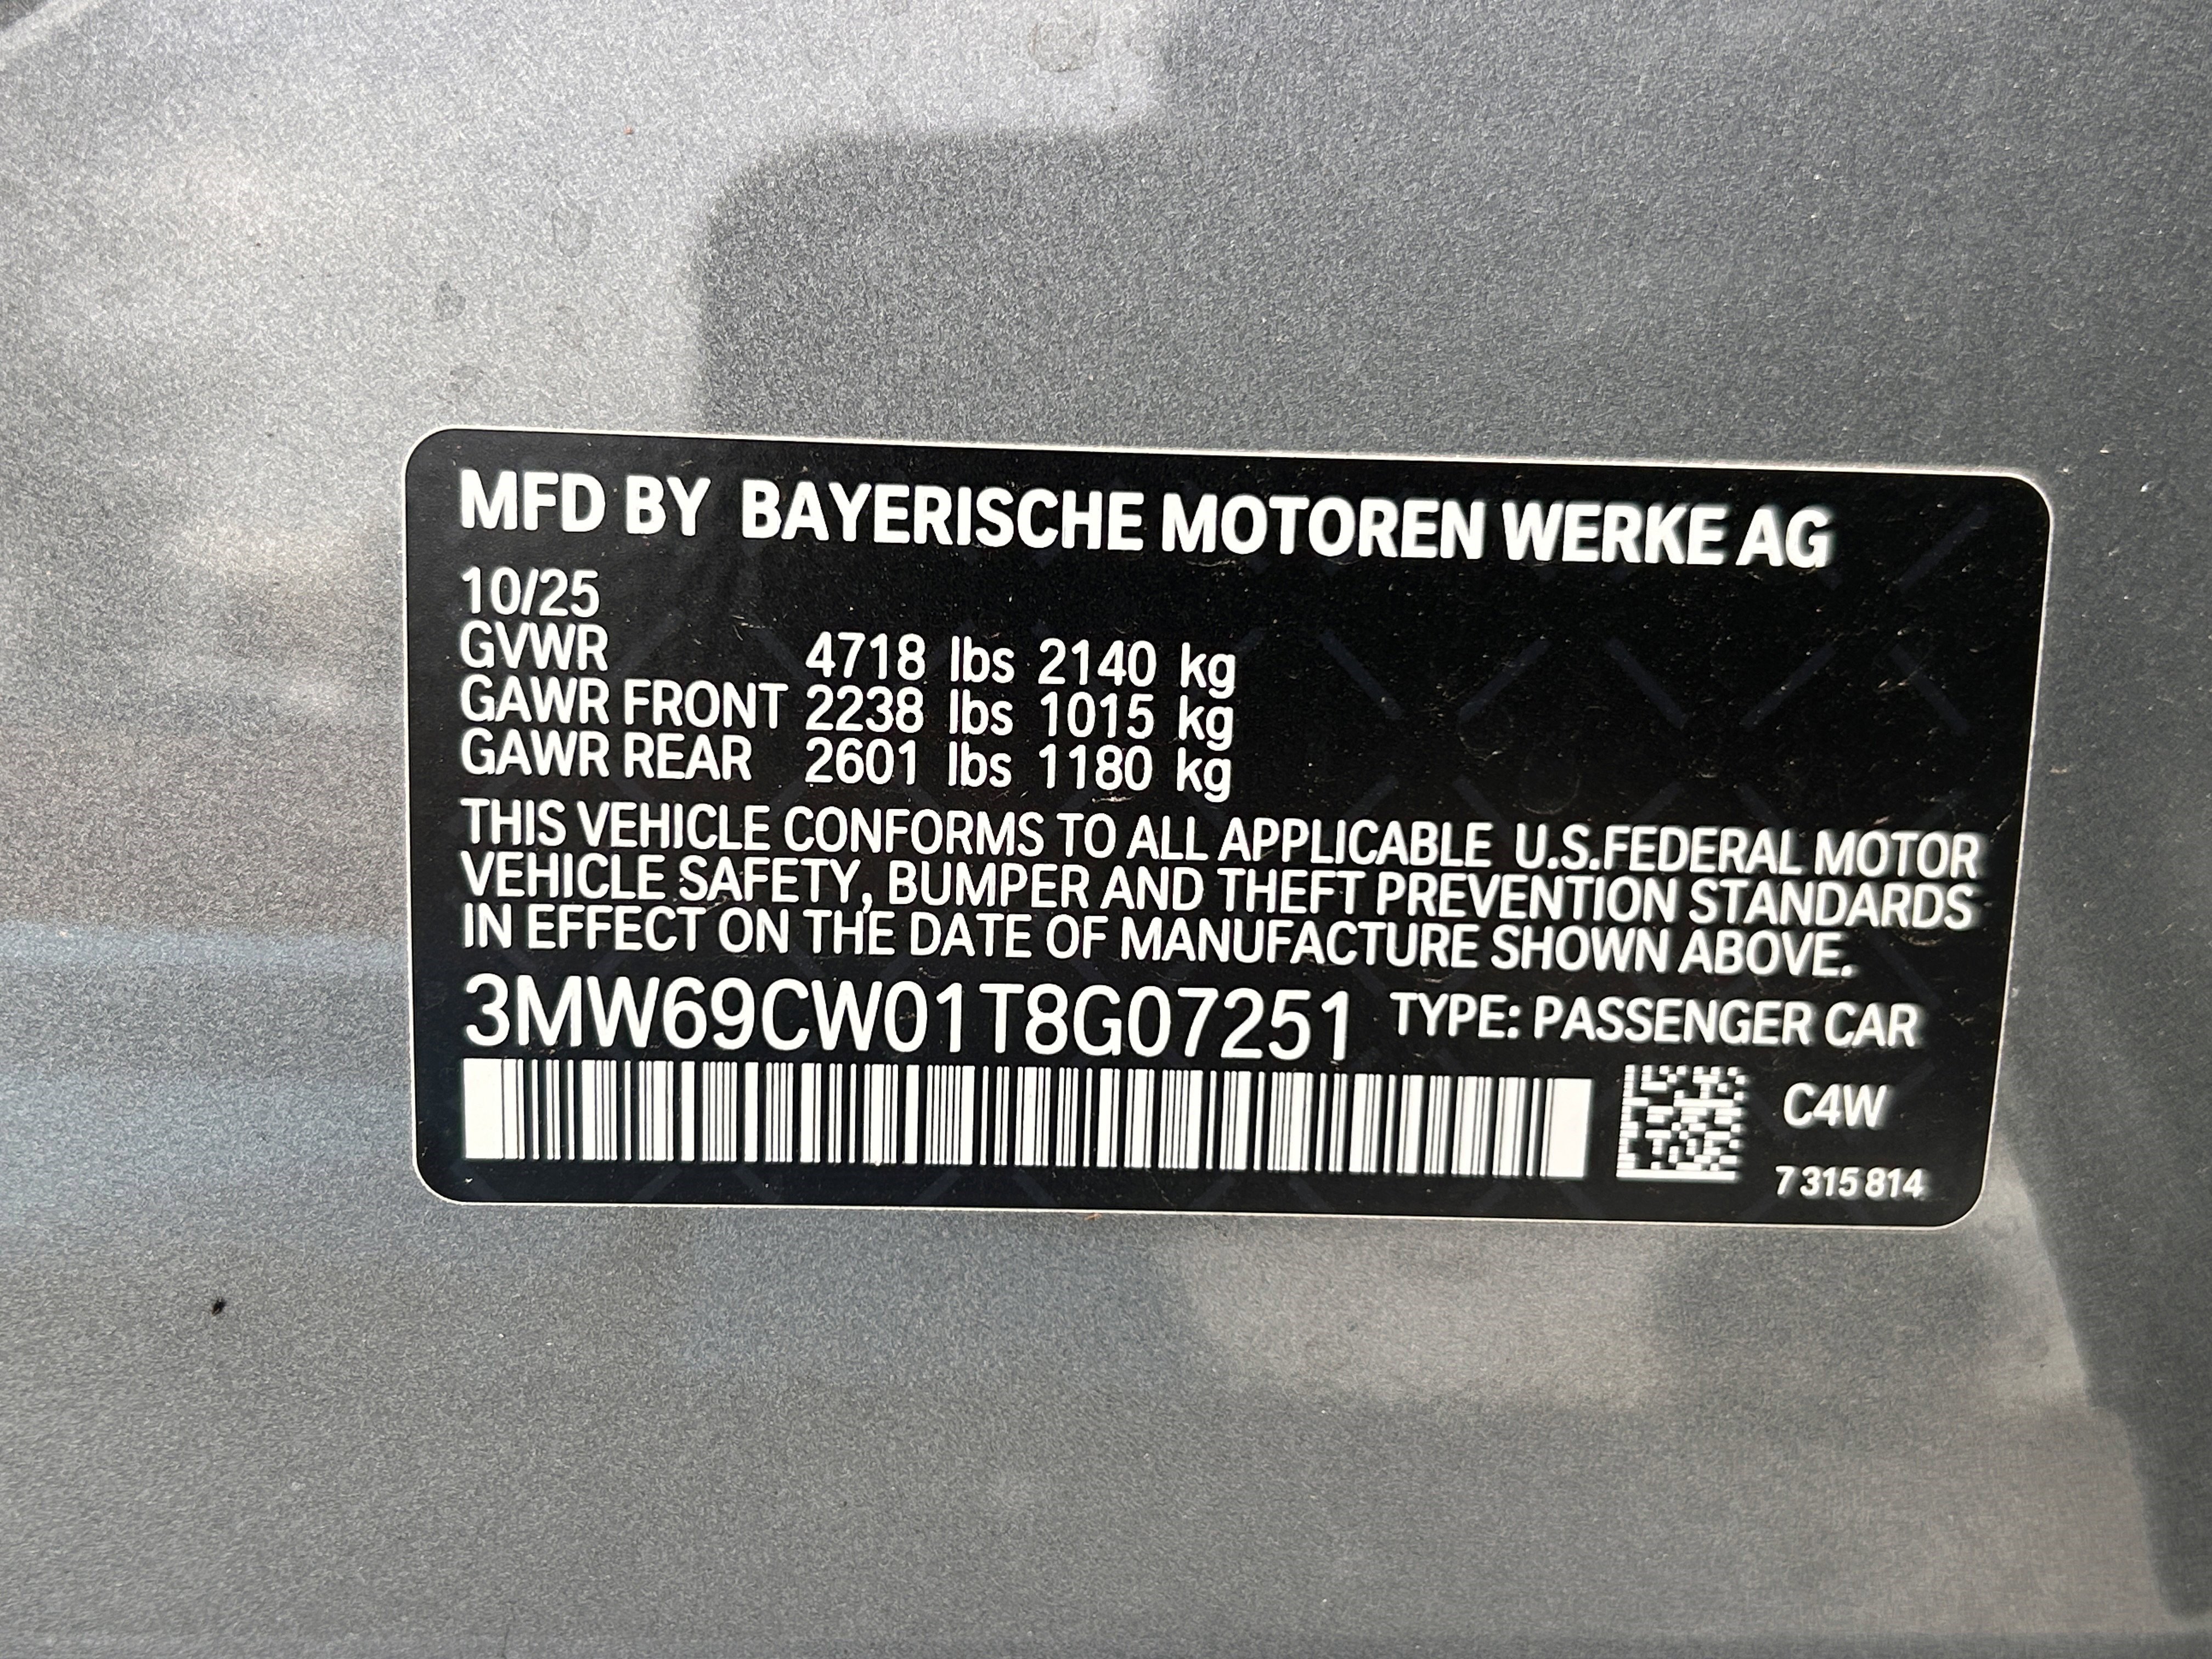 MFD BY BAYERISCHE MOTOREN WERKE AG
10/25
GVWR 4718 lbs 2140 kg
GAWR FRONT 2238 lbs 1015 kg
GAWR REAR 2601 lbs 1180 kg
THIS VEHICLE CONFORMS TO ALL APPLICABLE U.S.FEDERAL MOTOR
VEHICLE SAFETY, BUMPER AND THEFT PREVENTION STANDARDS
IN EFFECT ON THE DATE OF MANUFACTURE SHOWN ABOVE.
3MW69CW01T8G07251 TYPE: PASSENGER CAR
C4W
7 315 814